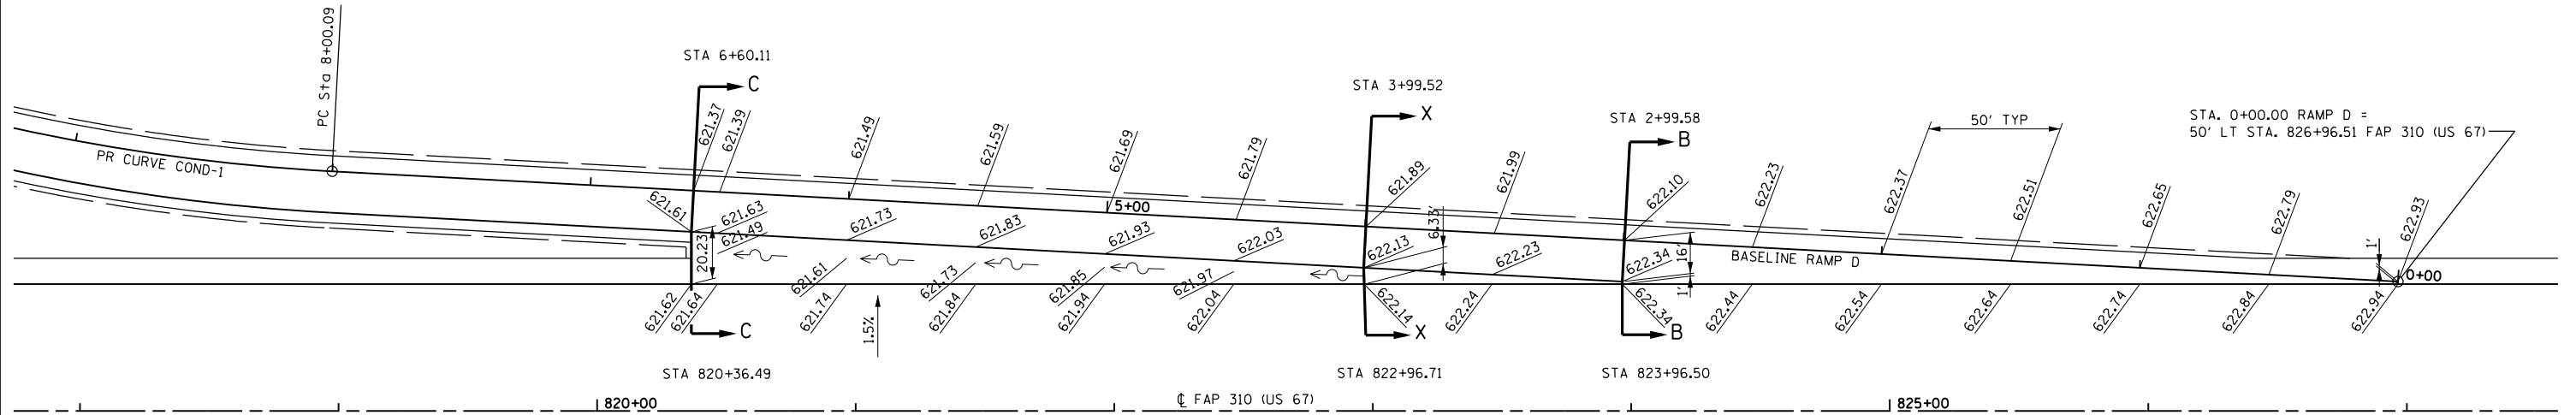 PC Sta 8+00.09
STA 6+60.11
C
STA 3+99.52
X
STA 2+99.58
B
50' TYP
STA. 0+00.00 RAMP D =
50' LT STA. 826+96.51 FAP 310 (US 67)
PR CURVE COND-1
621.37
621.39
621.49
621.59
621.69
621.79
621.89
621.99
622.10
622.23
622.37
622.51
622.65
622.79
622.93
1'
0+00
5+00
6.33'
16'
1'
BASELINE RAMP D
621.61
621.63
621.49
20.23'
621.73
621.83
621.93
622.03
622.13
622.23
622.34
621.61
621.73
621.85
621.97
621.62
621.64
621.74
621.84
621.94
622.04
622.14
622.24
622.34
622.44
622.54
622.64
622.74
622.84
622.94
1.5%
C
X
B
STA 820+36.49
STA 822+96.71
STA 823+96.50
820+00
℄ FAP 310 (US 67)
825+00